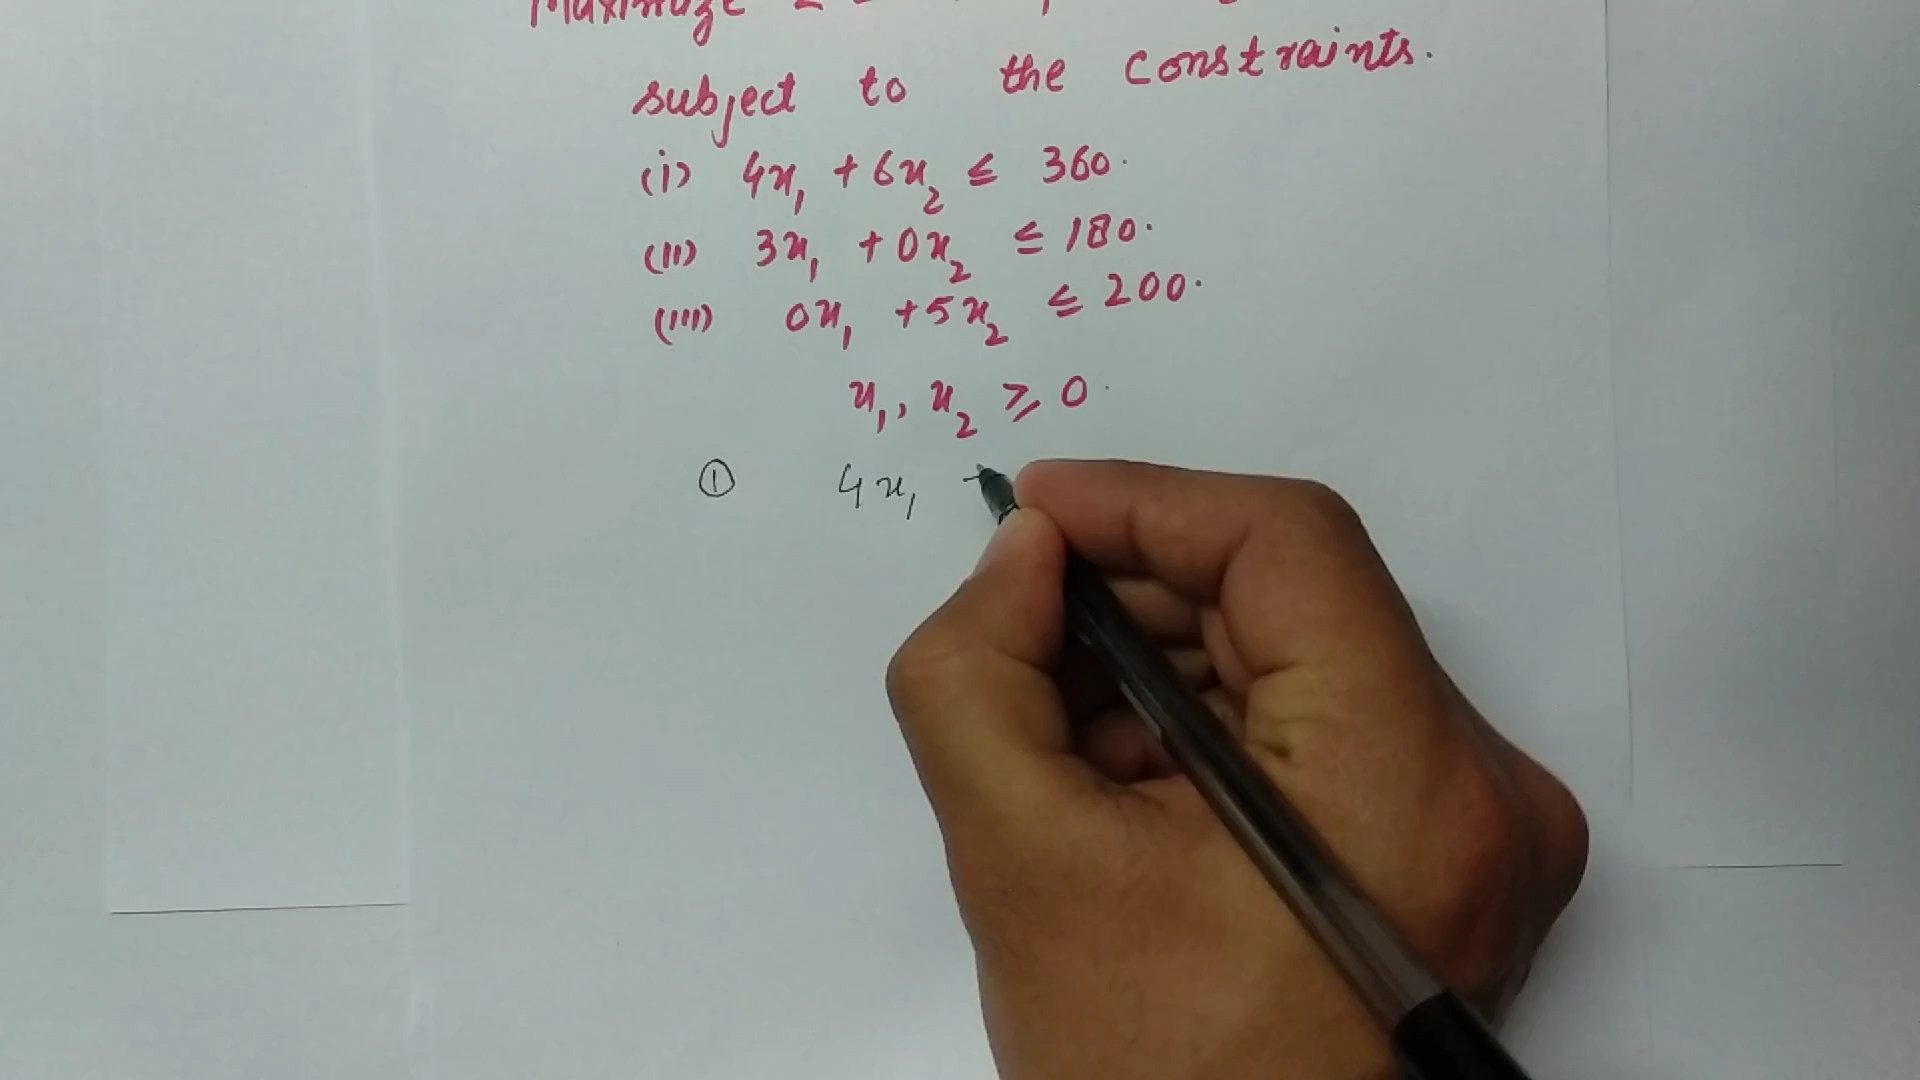 Maximize Z =
subject to the constraints.
(i) 4x₁ + 6x₂ ≤ 360.
(ii) 3x₁ + 0x₂ ≤ 180.
(iii) 0x₁ + 5x₂ ≤ 200.
x₁, x₂ ≥ 0.
① 4x₁ +